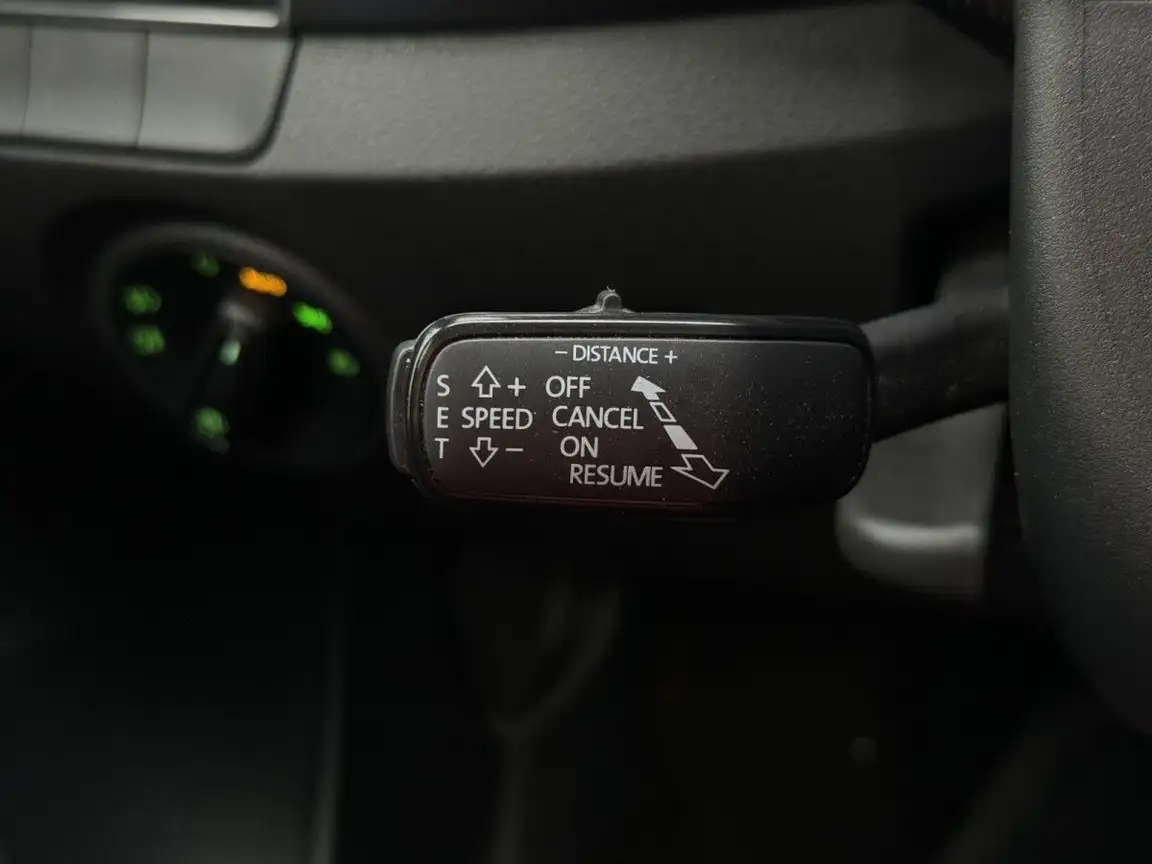 - DISTANCE +
S + OFF
E SPEED CANCEL
T - ON
RESUME